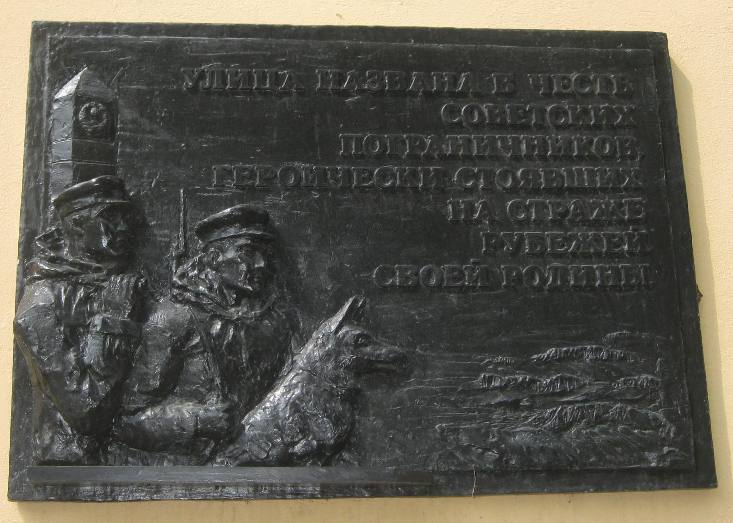 УЛИЦА НАЗВАНА В ЧЕСТЬ
СОВЕТСКИХ
ПОГРАНИЧНИКОВ,
ГЕРОИЧЕСКИ СТОЯВШИХ
НА СТРАЖЕ
РУБЕЖЕЙ
СВОЕЙ РОДИНЫ